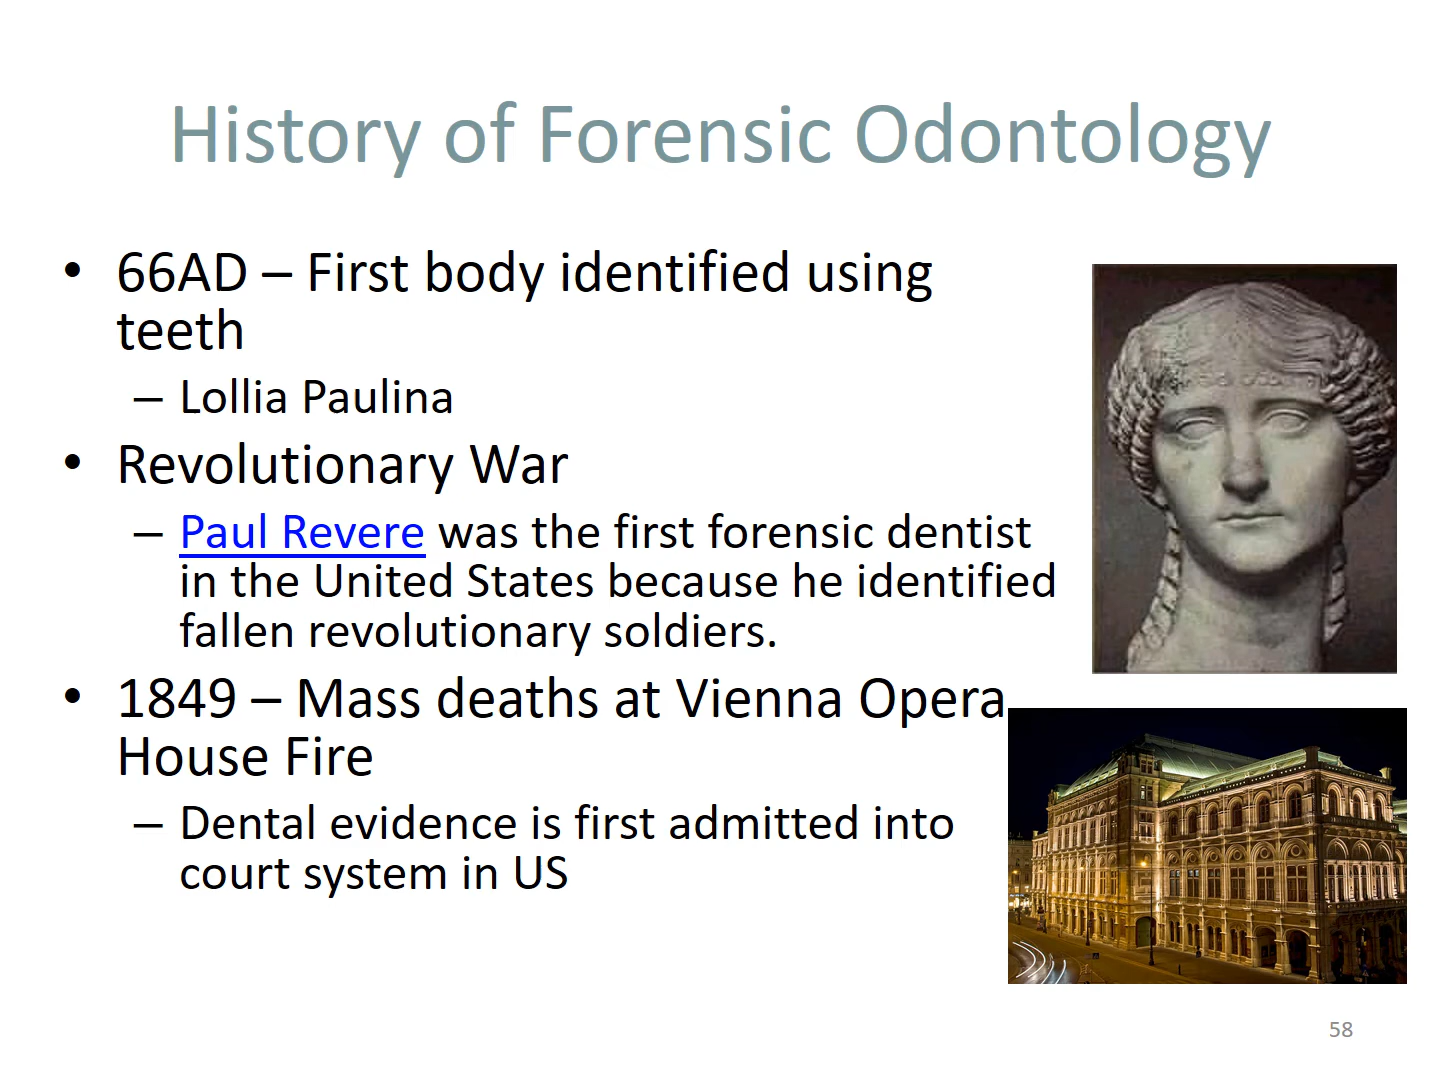 History of Forensic Odontology
• 66AD – First body identified using
teeth
– Lollia Paulina
• Revolutionary War
– Paul Revere was the first forensic dentist
in the United States because he identified
fallen revolutionary soldiers.
• 1849 – Mass deaths at Vienna Opera
House Fire
– Dental evidence is first admitted into
court system in US
58